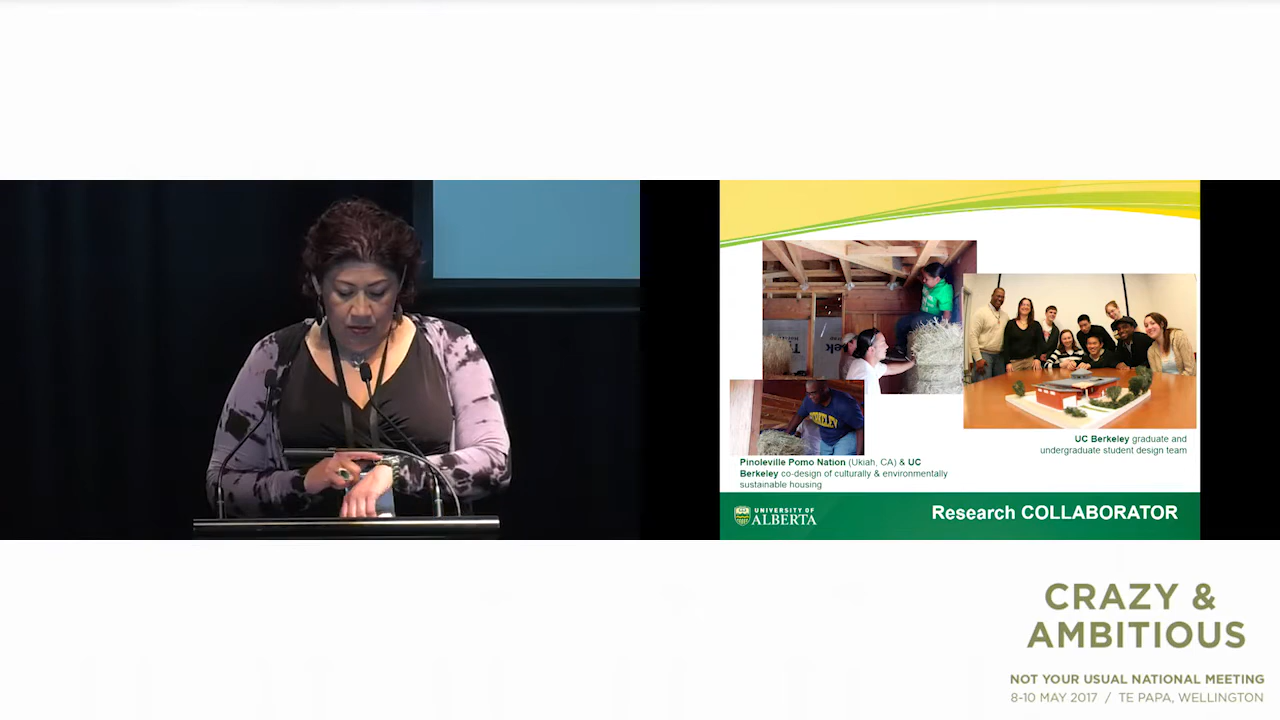 BERKELEY
UC Berkeley graduate and
undergraduate student design team
Pinoleville Pomo Nation (Ukiah, CA) & UC
Berkeley co-design of culturally & environmentally
sustainable housing
UNIVERSITY OF
ALBERTA
Research COLLABORATOR
CRAZY &
AMBITIOUS
NOT YOUR USUAL NATIONAL MEETING
8-10 MAY 2017 / TE PAPA, WELLINGTON